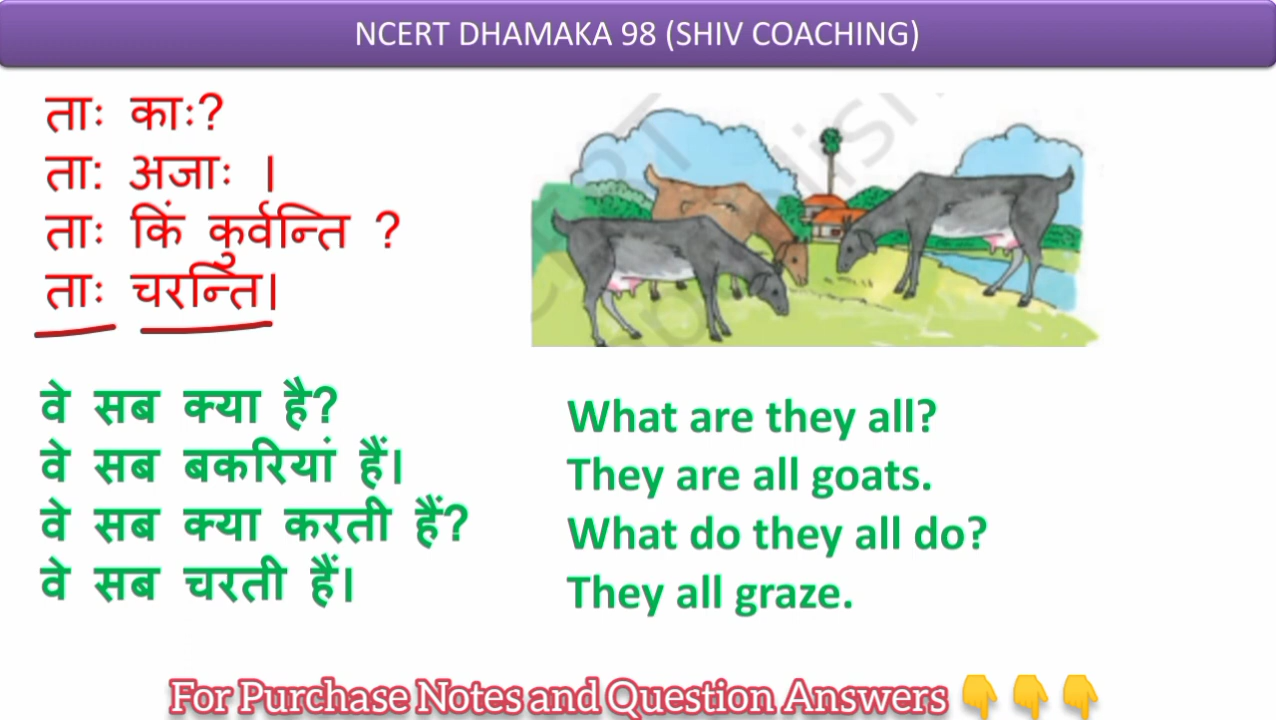 NCERT DHAMAKA 98 (SHIV COACHING)
ताः काः?
ता: अजाः ।
ताः किं कुर्वन्ति ?
ताः चरन्ति।
वे सब क्या है?
वे सब बकरियां हैं।
वे सब क्या करती हैं?
वे सब चरती हैं।
What are they all?
They are all goats.
What do they all do?
They all graze.
For Purchase Notes and Question Answers 👇👇👇